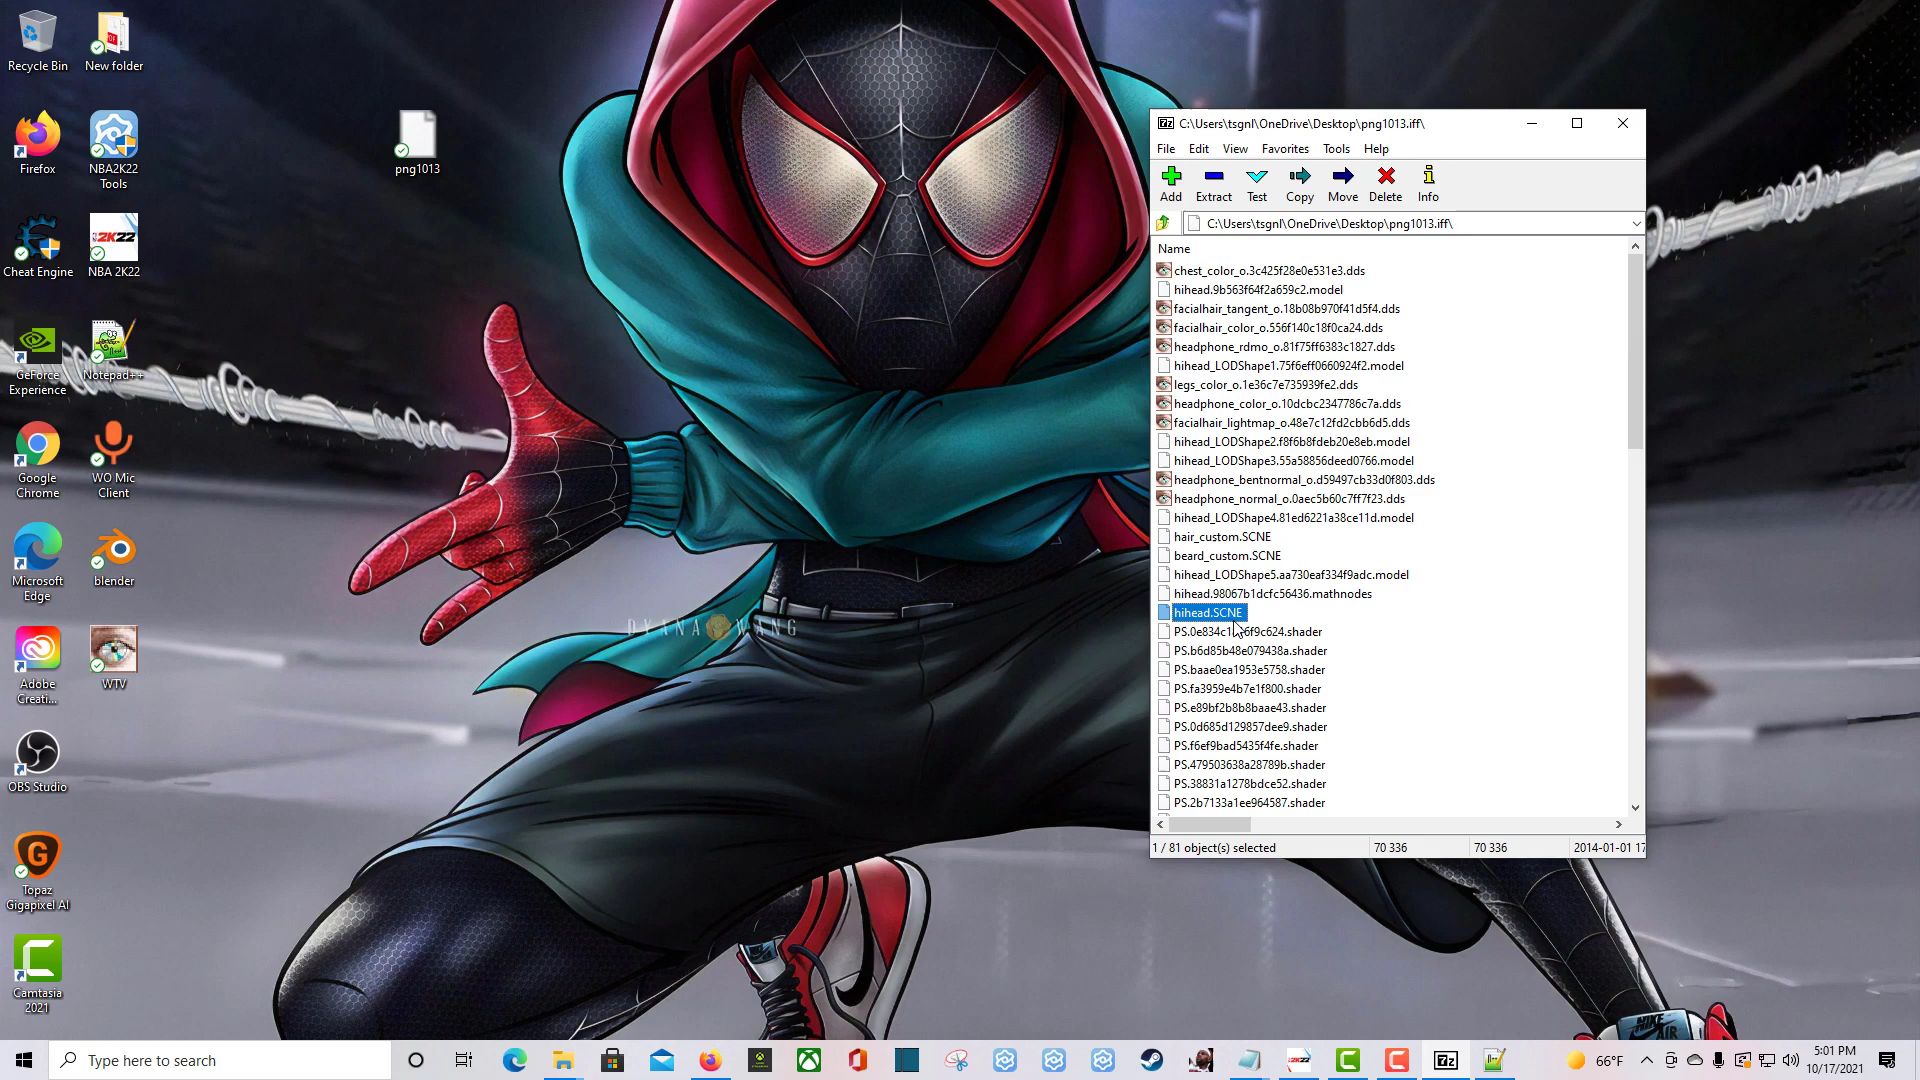 Recycle Bin
New folder
Firefox
NBA2K22
Tools
Cheat Engine
2K22
NBA 2K22
GeForce
Experience
Notepad++
Google
Chrome
WO Mic
Client
Microsoft
Edge
blender
Adobe
Creati...
WTV
OBS Studio
Topaz
Gigapixel AI
Camtasia
2021
png1013
DYANA WANG
NIKE
AIR
7z C:\Users\tsgnl\OneDrive\Desktop\png1013.iff\
File Edit View Favorites Tools Help
Add Extract Test Copy Move Delete Info
C:\Users\tsgnl\OneDrive\Desktop\png1013.iff\
Name
chest_color_o.3c425f28e0e531e3.dds
hihead.9b563f64f2a659c2.model
facialhair_tangent_o.18b08b970f41d5f4.dds
facialhair_color_o.556f140c18f0ca24.dds
headphone_rdmo_o.81f75ff6383c1827.dds
hihead_LODShape1.75f6eff0660924f2.model
legs_color_o.1e36c7e735939fe2.dds
headphone_color_o.10dcbc2347786c7a.dds
facialhair_lightmap_o.48e7c12fd2cbb6d5.dds
hihead_LODShape2.f8f6b8fdeb20e8eb.model
hihead_LODShape3.55a58856deed0766.model
headphone_bentnormal_o.d59497cb33d0f803.dds
headphone_normal_o.0aec5b60c7ff7f23.dds
hihead_LODShape4.81ed6221a38ce11d.model
hair_custom.SCNE
beard_custom.SCNE
hihead_LODShape5.aa730eaf334f9adc.model
hihead.98067b1dcfc56436.mathnodes
hihead.SCNE
PS.b6d85b48e079438a.shader
PS.baae0ea1953e5758.shader
PS.fa3959e4b7e1f800.shader
PS.e89bf2b8b8baae43.shader
PS.0d685d129857dee9.shader
PS.f6ef9bad5435f4fe.shader
PS.479503638a28789b.shader
PS.38831a1278bdce52.shader
PS.2b7133a1ee964587.shader
1 / 81 object(s) selected 70 336 70 336 2014-01-01 17
Type here to search
7z
66°F
5:01 PM
10/17/2021